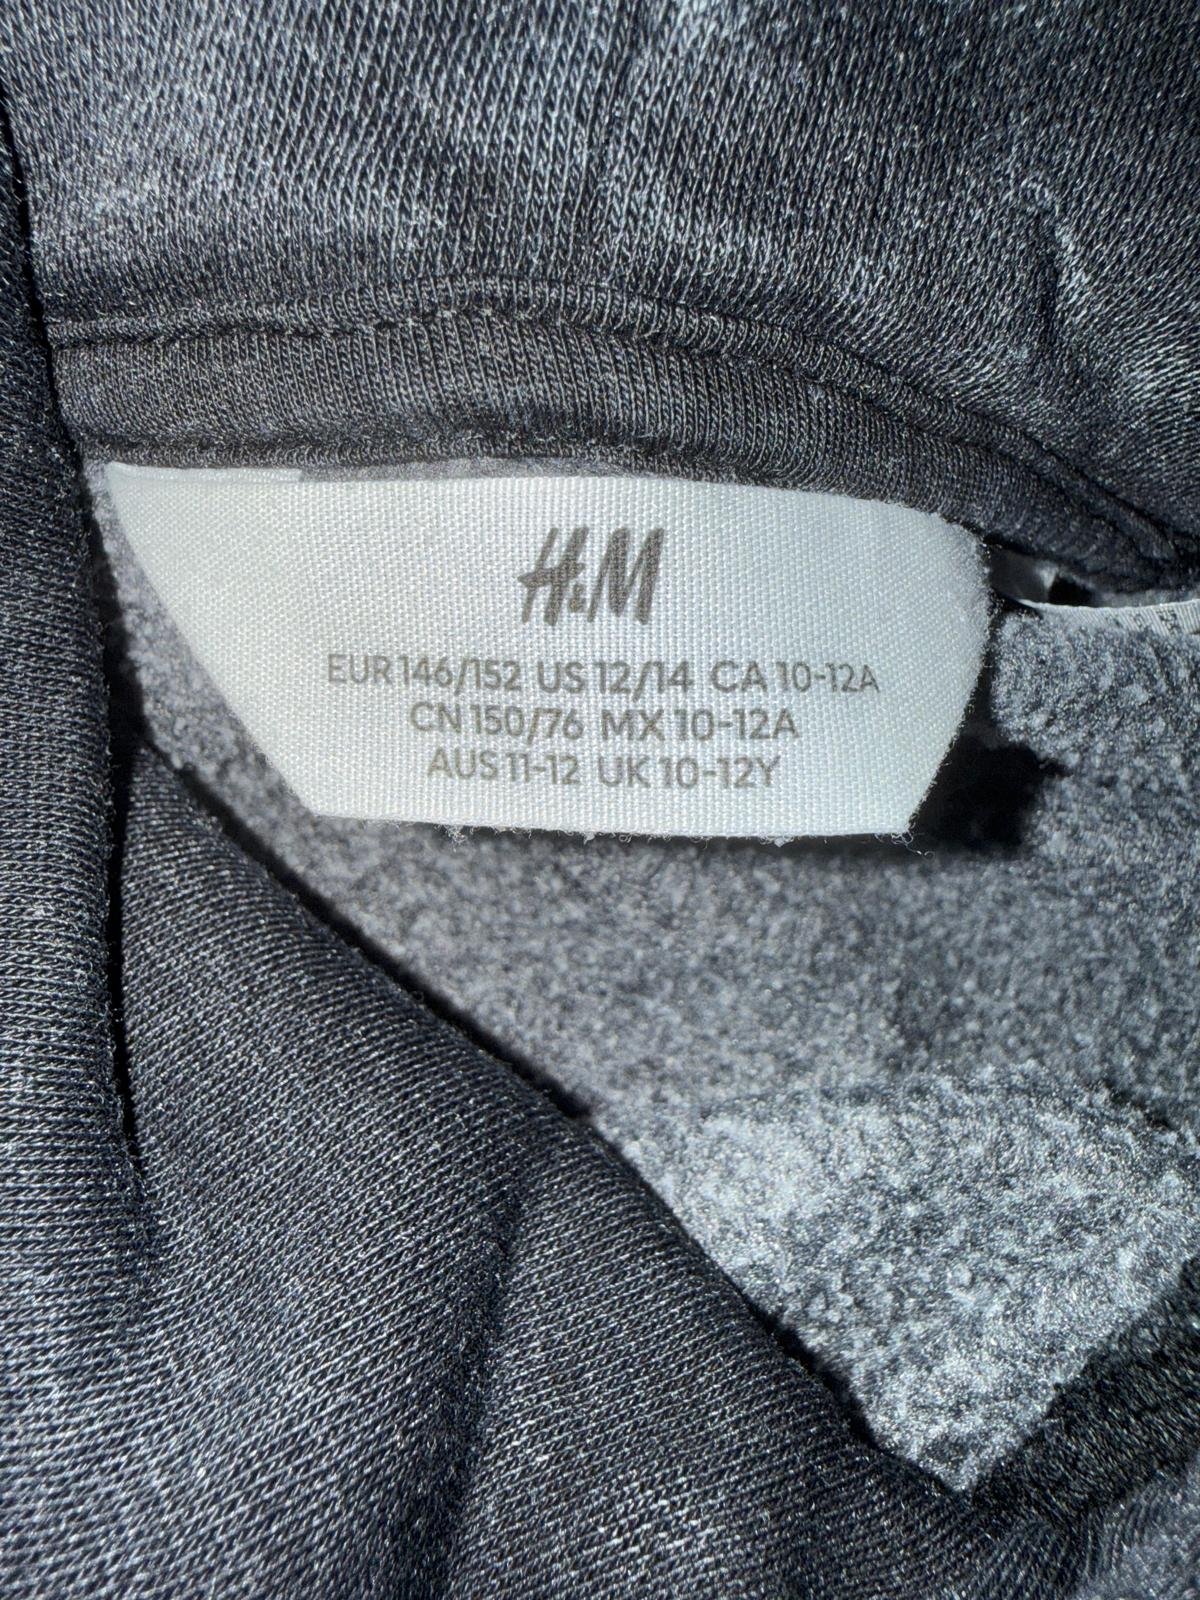 H&M
EUR 146/152 US 12/14 CA 10-12A
CN 150/76 MX 10-12A
AUS 11-12 UK 10-12Y